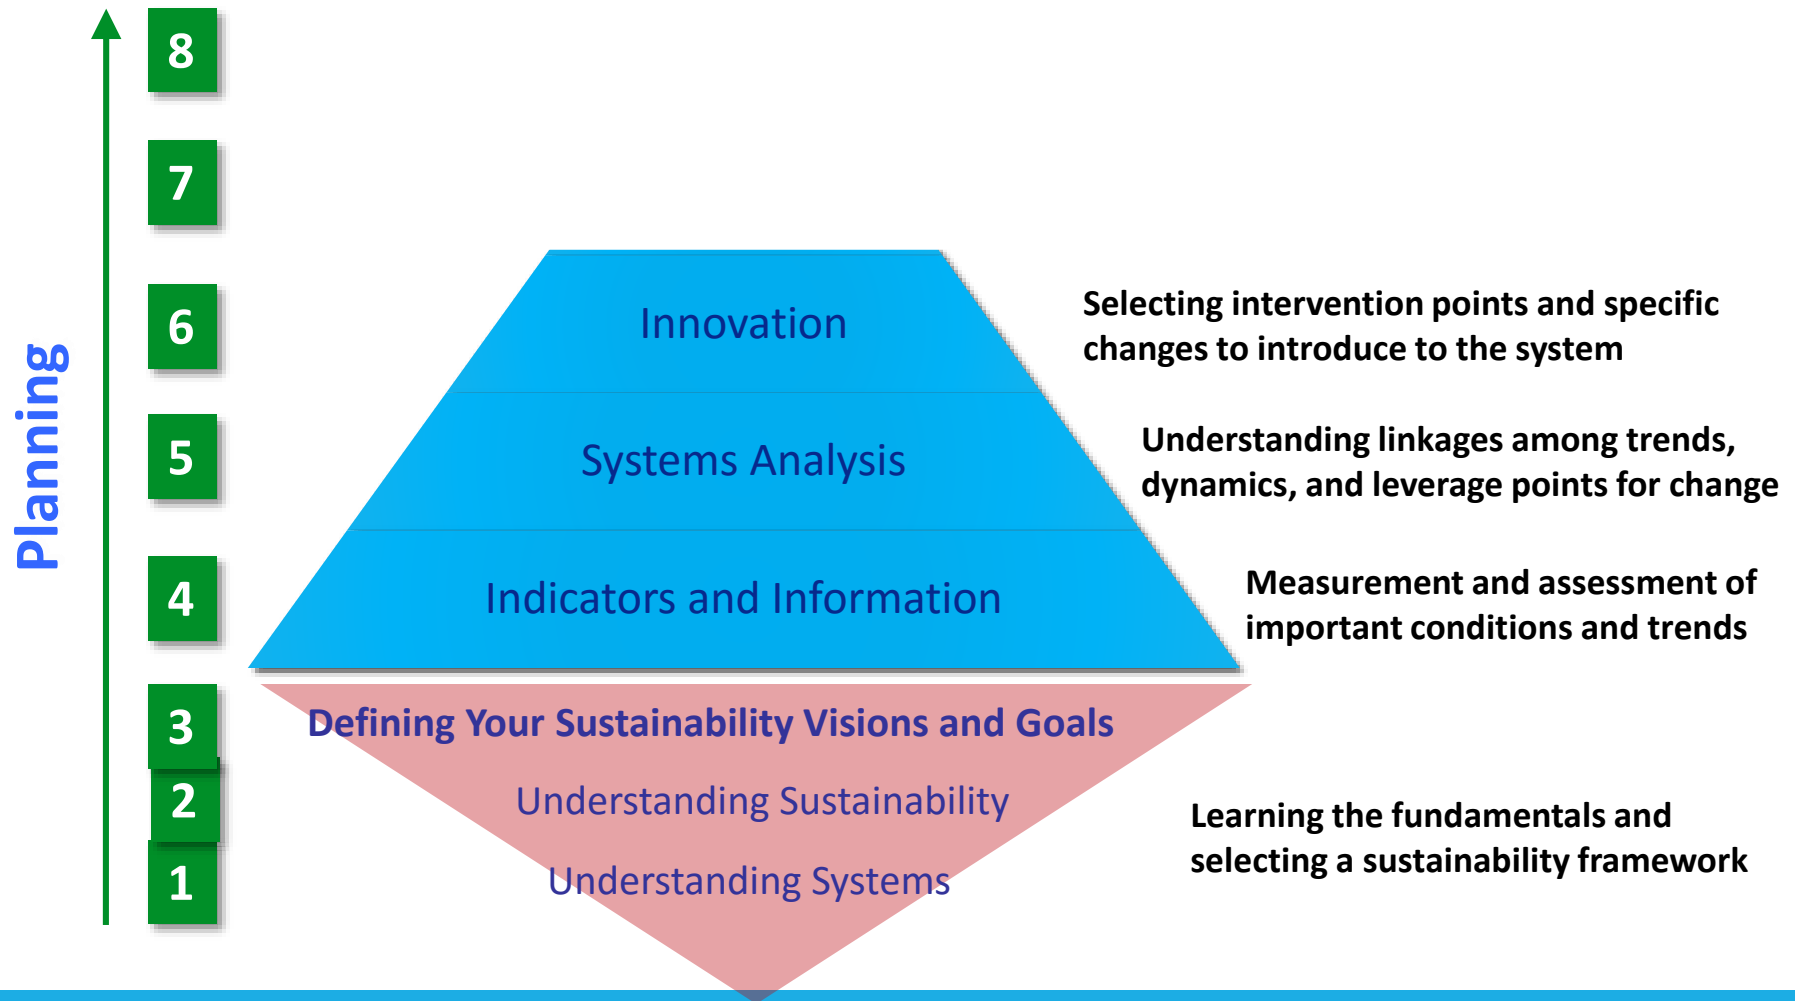 Planning
8
7
6
Innovation
Selecting intervention points and specific
changes to introduce to the system
5
Systems Analysis
Understanding linkages among trends,
dynamics, and leverage points for change
4
Indicators and Information
Measurement and assessment of
important conditions and trends
3
Defining Your Sustainability Visions and Goals
2
Understanding Sustainability
Learning the fundamentals and
selecting a sustainability framework
1
Understanding Systems